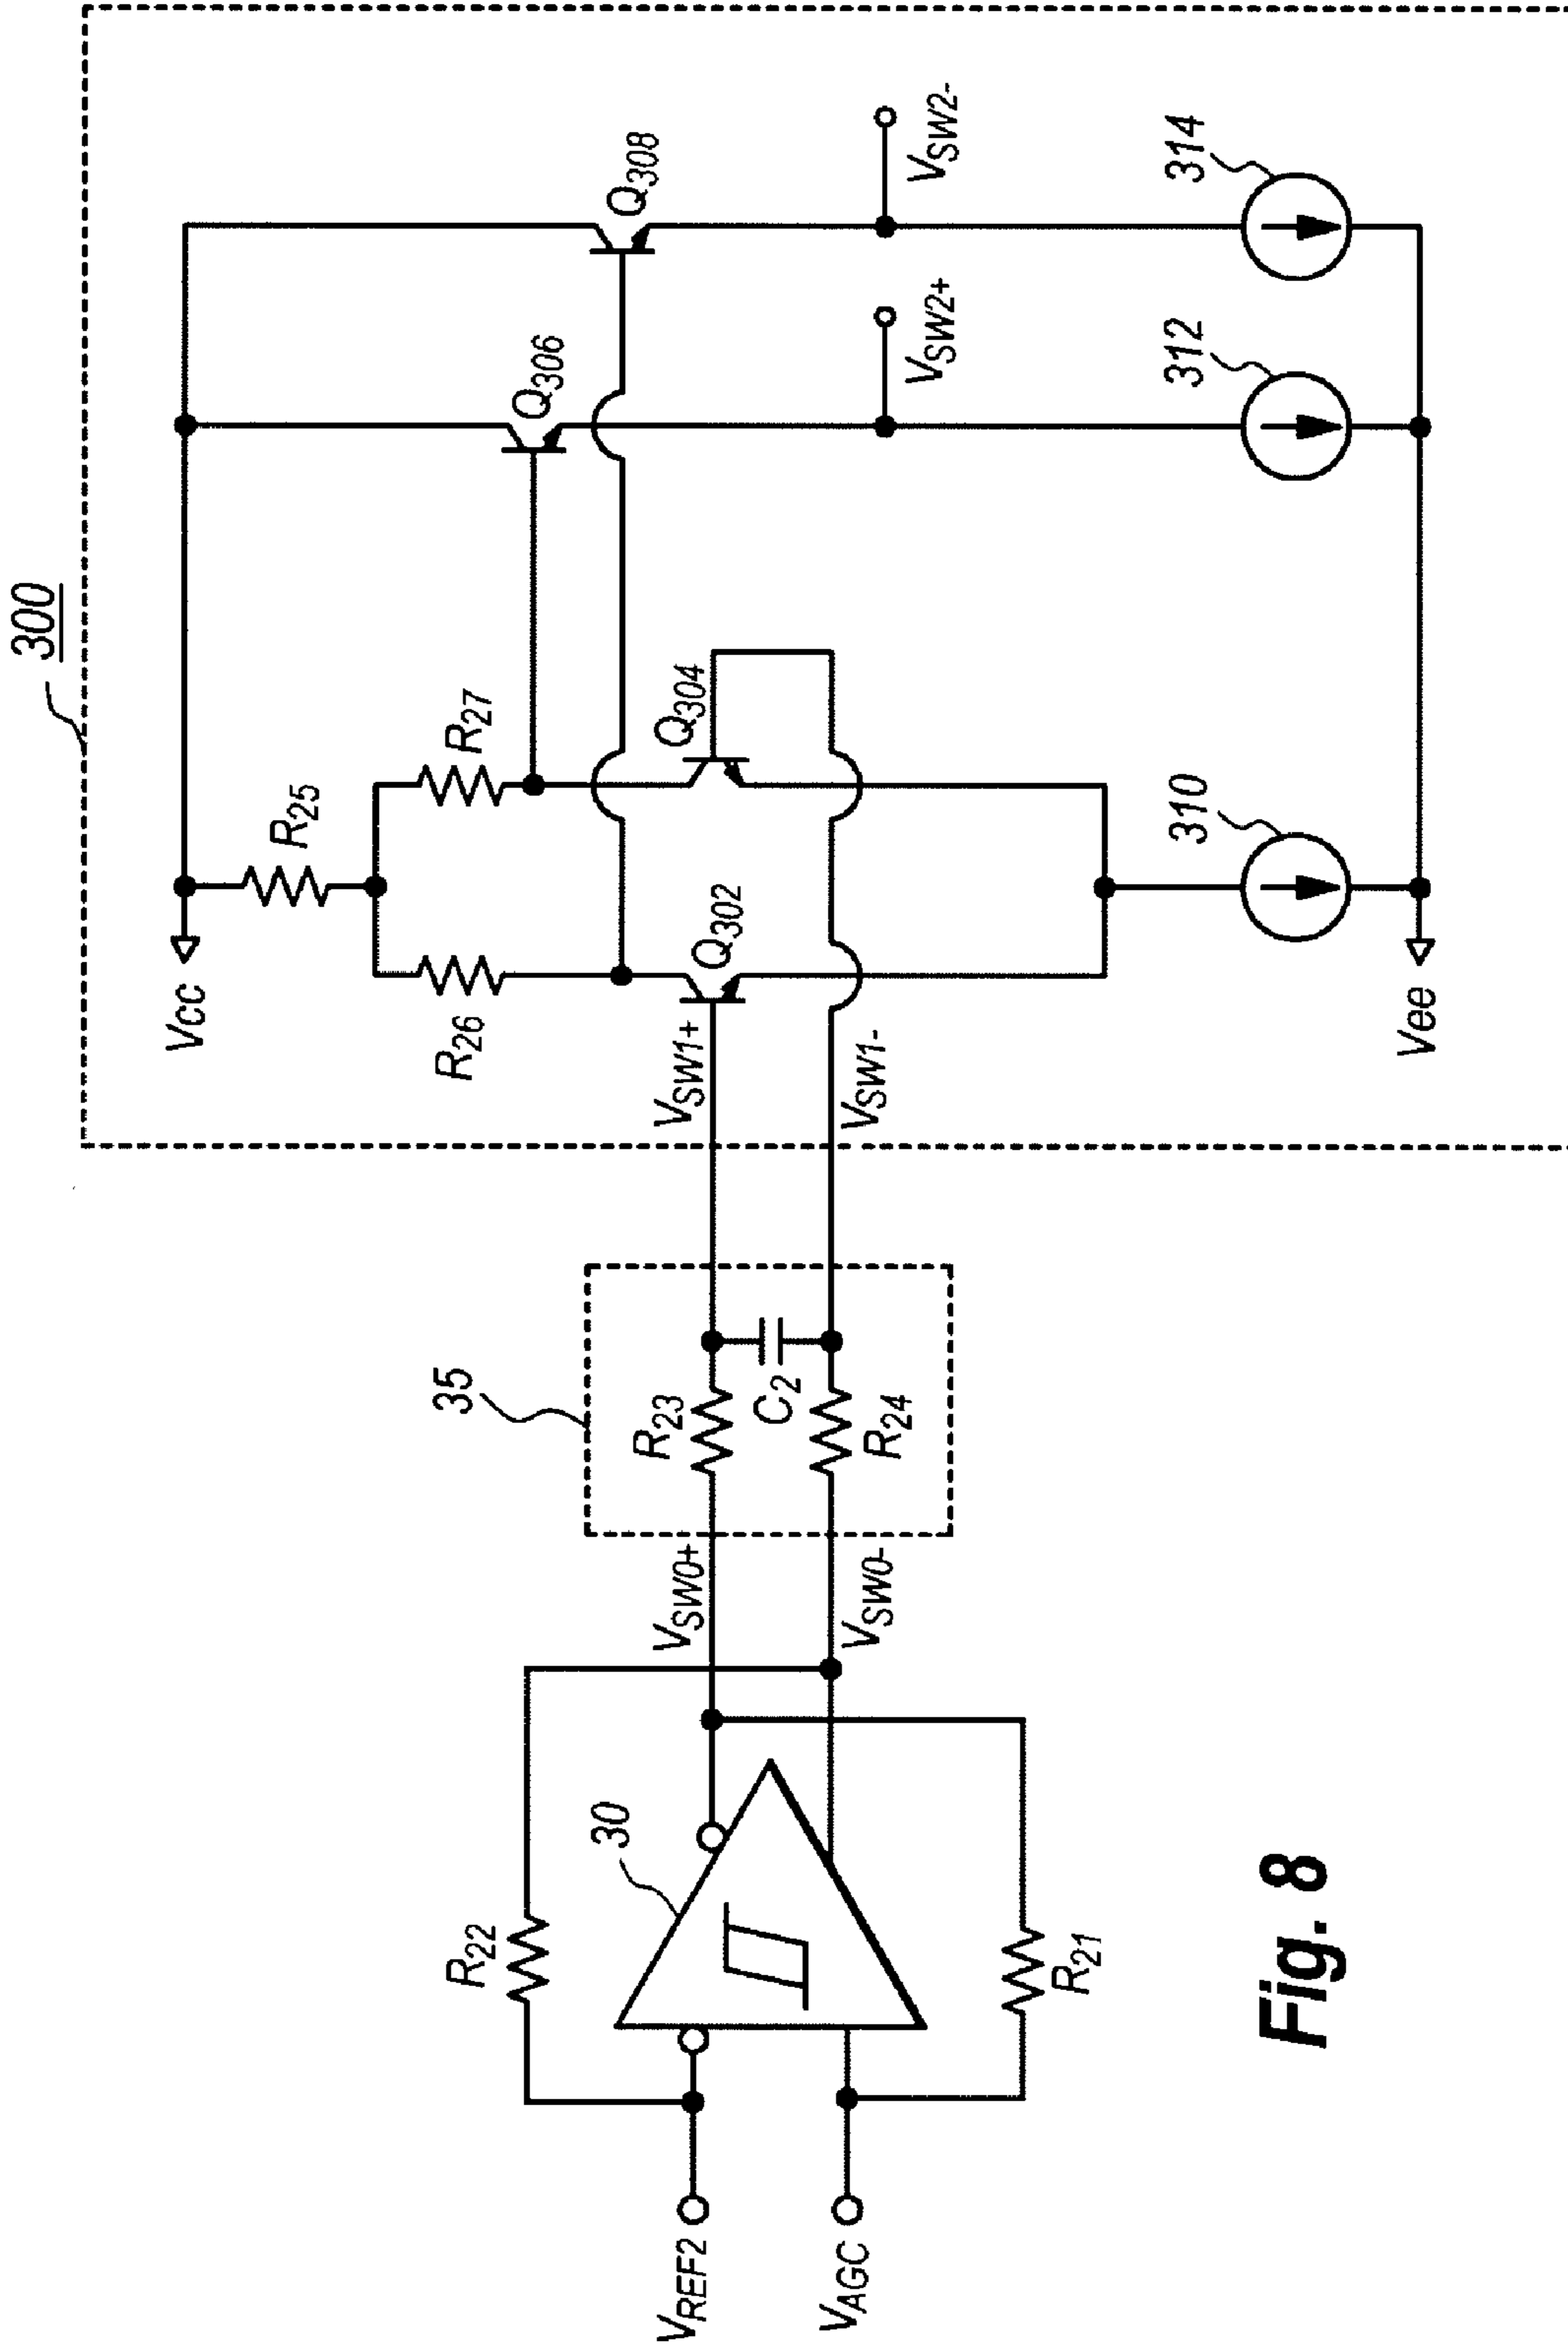 300
Vcc
R25
R26
R27
Q306
Q308
Q302
Q304
VSW1+
VSW1-
VSW2+
VSW2-
310
312
314
Vee
35
R23
C2
R24
VSW0+
VSW0-
R22
30
R21
VREF2
VAGC
Fig. 8